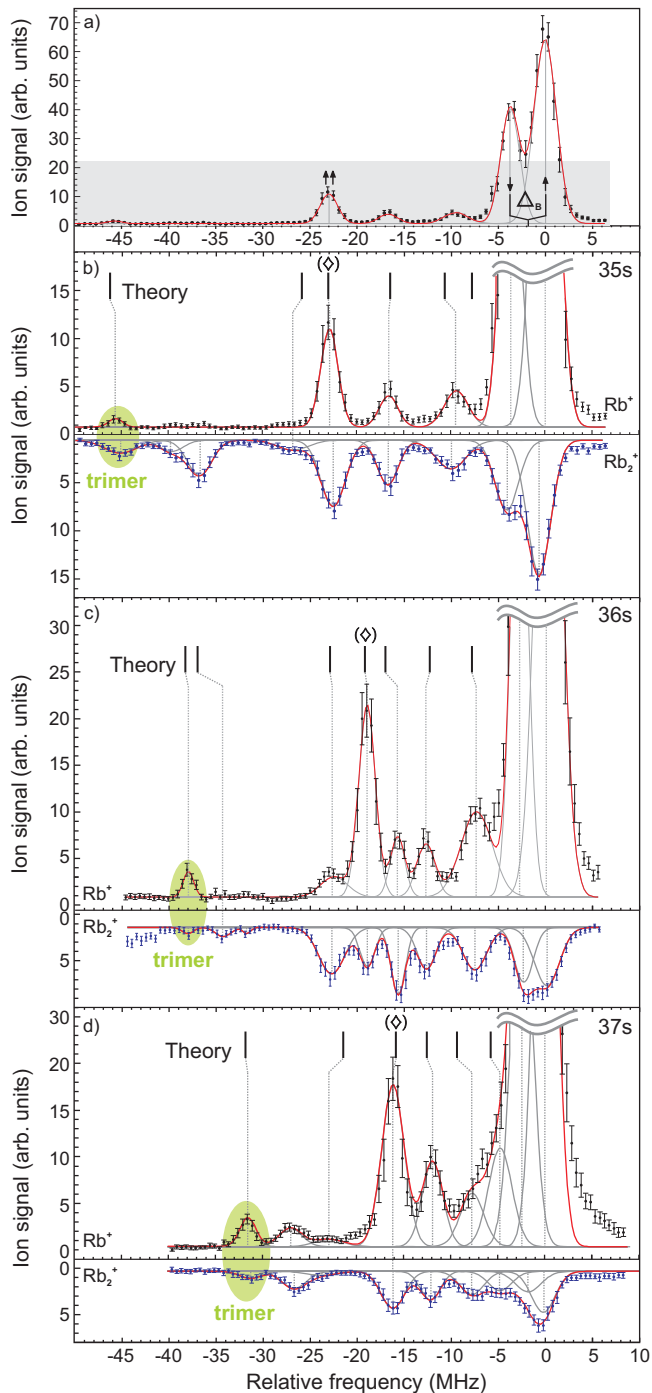 a)
Ion signal (arb. units)
70
60
50
40
30
20
10
0
Δ_B
-45 -40 -35 -30 -25 -20 -15 -10 -5 0 5
b)
(◊)
35s
Theory
Ion signal (arb. units)
15
10
5
0
Rb⁺
0
5
10
15
Rb₂⁺
trimer
c)
36s
(◊)
Theory
Ion signal (arb. units)
30
25
20
15
10
5
0
Rb⁺
0
5
Rb₂⁺
trimer
d)
(◊)
37s
Theory
Ion signal (arb. units)
30
25
20
15
10
5
0
Rb⁺
0
5
Rb₂⁺
trimer
-45 -40 -35 -30 -25 -20 -15 -10 -5 0 5 10
Relative frequency (MHz)